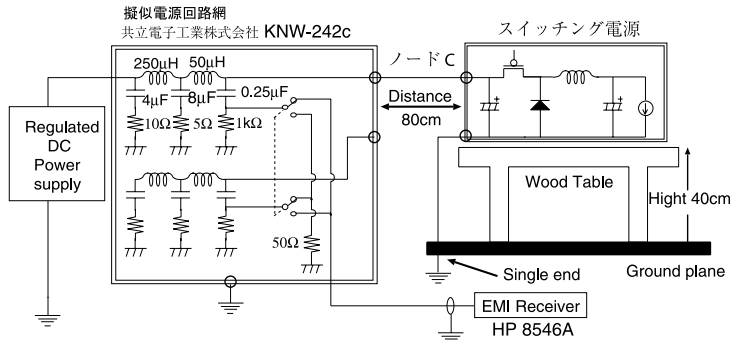 擬似電源回路網
共立電子工業株式会社 KNW-242c
スイッチング電源
250μH
50μH
ノードC
4μF
8μF
0.25μF
10Ω
5Ω
1kΩ
Distance
80cm
Regulated
DC
Power
supply
Wood Table
Hight 40cm
50Ω
Single end
Ground plane
EMI Receiver
HP 8546A